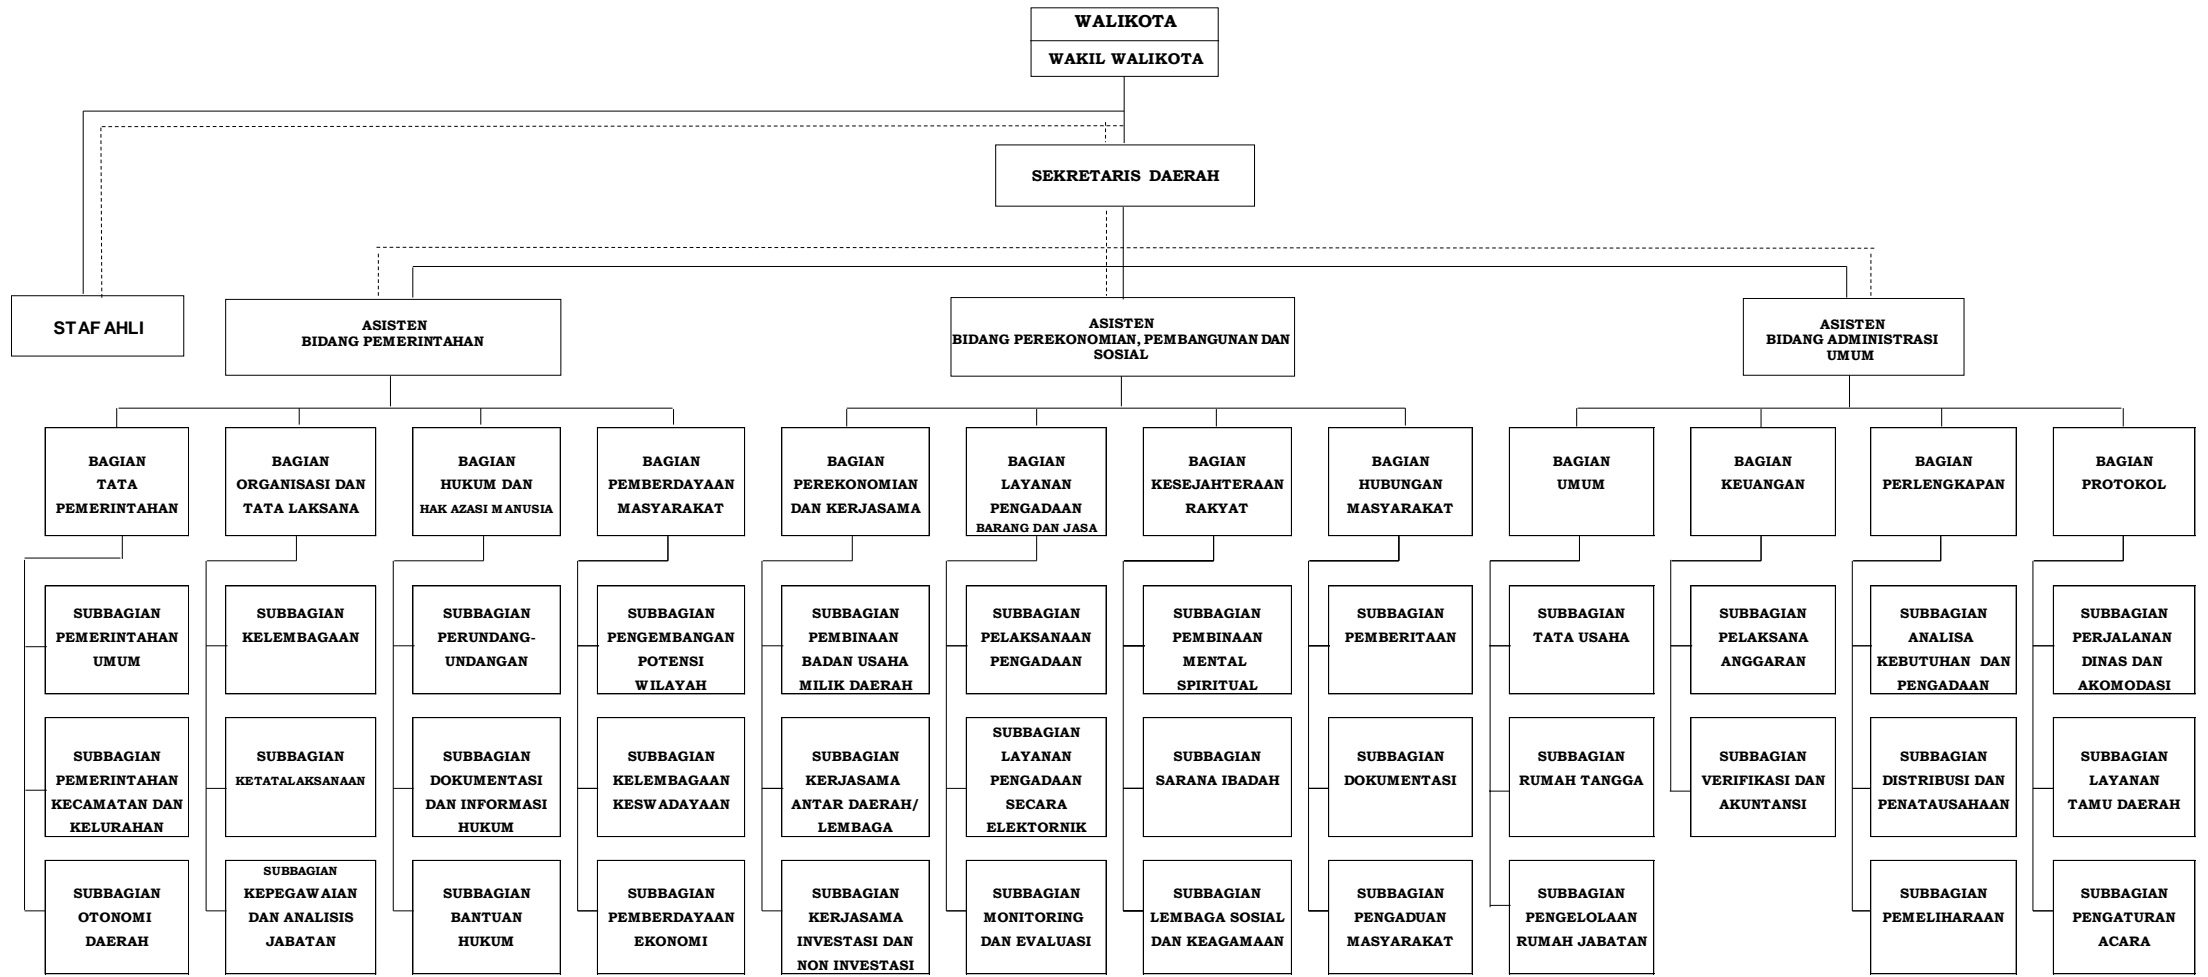 WALIKOTA
WAKIL WALIKOTA
SEKRETARIS DAERAH
STAF AHLI
ASISTEN
BIDANG PEMERINTAHAN
ASISTEN
BIDANG PEREKONOMIAN, PEMBANGUNAN DAN
SOSIAL
ASISTEN
BIDANG ADMINISTRASI
UMUM
BAGIAN
TATA
PEMERINTAHAN
BAGIAN
ORGANISASI DAN
TATA LAKSANA
BAGIAN
HUKUM DAN
HAK AZASI MANUSIA
BAGIAN
PEMBERDAYAAN
MASYARAKAT
BAGIAN
PEREKONOMIAN
DAN KERJASAMA
BAGIAN
LAYANAN
PENGADAAN
BARANG DAN JASA
BAGIAN
KESEJAHTERAAN
RAKYAT
BAGIAN
HUBUNGAN
MASYARAKAT
BAGIAN
UMUM
BAGIAN
KEUANGAN
BAGIAN
PERLENGKAPAN
BAGIAN
PROTOKOL
SUBBAGIAN
PEMERINTAHAN
UMUM
SUBBAGIAN
KELEMBAGAAN
SUBBAGIAN
PERUNDANG-
UNDANGAN
SUBBAGIAN
PENGEMBANGAN
POTENSI
WILAYAH
SUBBAGIAN
PEMBINAAN
BADAN USAHA
MILIK DAERAH
SUBBAGIAN
PELAKSANAAN
PENGADAAN
SUBBAGIAN
PEMBINAAN
MENTAL
SPIRITUAL
SUBBAGIAN
PEMBERITAAN
SUBBAGIAN
TATA USAHA
SUBBAGIAN
PELAKSANA
ANGGARAN
SUBBAGIAN
ANALISA
KEBUTUHAN DAN
PENGADAAN
SUBBAGIAN
PERJALANAN
DINAS DAN
AKOMODASI
SUBBAGIAN
PEMERINTAHAN
KECAMATAN DAN
KELURAHAN
SUBBAGIAN
KETATALAKSANAAN
SUBBAGIAN
DOKUMENTASI
DAN INFORMASI
HUKUM
SUBBAGIAN
KELEMBAGAAN
KESWADAYAAN
SUBBAGIAN
KERJASAMA
ANTAR DAERAH/
LEMBAGA
SUBBAGIAN
LAYANAN
PENGADAAN
SECARA
ELEKTORNIK
SUBBAGIAN
SARANA IBADAH
SUBBAGIAN
DOKUMENTASI
SUBBAGIAN
RUMAH TANGGA
SUBBAGIAN
VERIFIKASI DAN
AKUNTANSI
SUBBAGIAN
DISTRIBUSI DAN
PENATAUSAHAAN
SUBBAGIAN
LAYANAN
TAMU DAERAH
SUBBAGIAN
OTONOMI
DAERAH
SUBBAGIAN
KEPEGAWAIAN
DAN ANALISIS
JABATAN
SUBBAGIAN
BANTUAN
HUKUM
SUBBAGIAN
PEMBERDAYAAN
EKONOMI
SUBBAGIAN
KERJASAMA
INVESTASI DAN
NON INVESTASI
SUBBAGIAN
MONITORING
DAN EVALUASI
SUBBAGIAN
LEMBAGA SOSIAL
DAN KEAGAMAAN
SUBBAGIAN
PENGADUAN
MASYARAKAT
SUBBAGIAN
PENGELOLAAN
RUMAH JABATAN
SUBBAGIAN
PEMELIHARAAN
SUBBAGIAN
PENGATURAN
ACARA